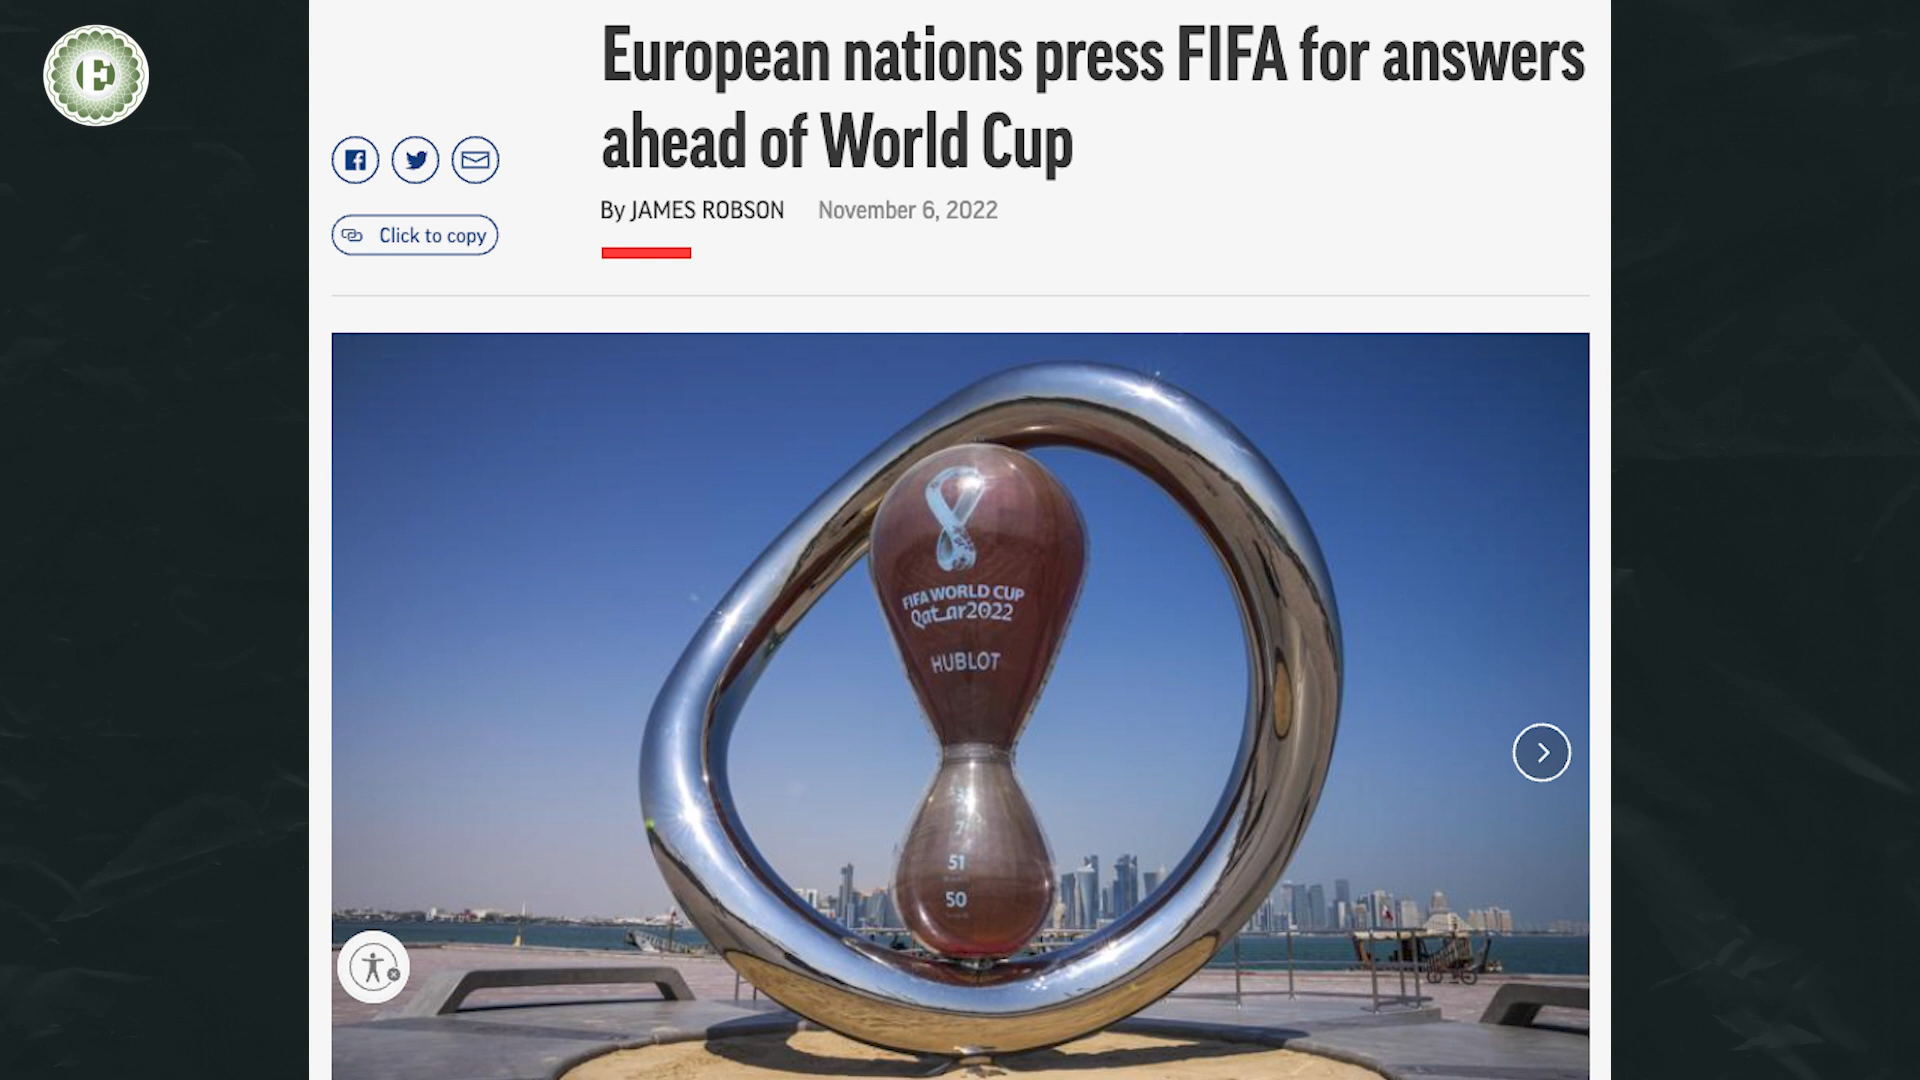 E
European nations press FIFA for answers
ahead of World Cup
By JAMES ROBSON November 6, 2022
Click to copy
FIFA WORLD CUP
Qatar2022
HUBLOT
51
50